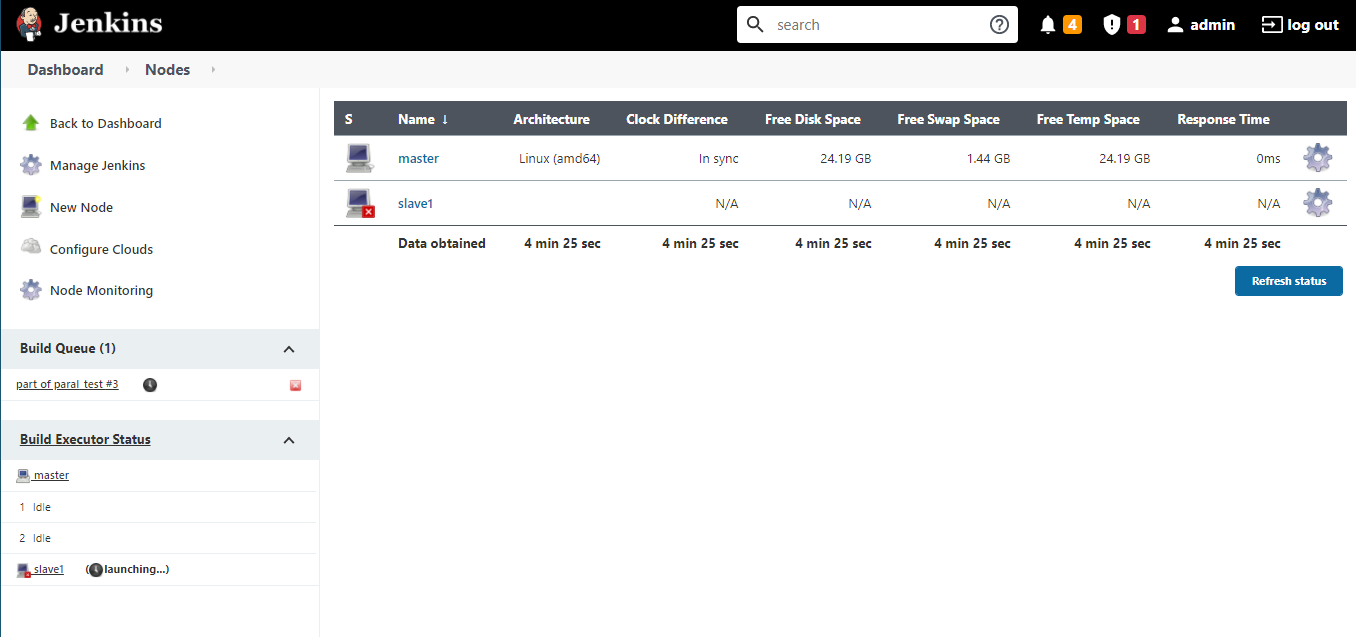 Jenkins
search
4
1
admin
log out
Dashboard
Nodes
Back to Dashboard
Manage Jenkins
New Node
Configure Clouds
Node Monitoring
Build Queue (1)
part of paral_test #3
Build Executor Status
master
1 Idle
2 Idle
slave1 (launching...)
S Name ↓ Architecture Clock Difference Free Disk Space Free Swap Space Free Temp Space Response Time
master Linux (amd64) In sync 24.19 GB 1.44 GB 24.19 GB 0ms
slave1 N/A N/A N/A N/A N/A
Data obtained 4 min 25 sec 4 min 25 sec 4 min 25 sec 4 min 25 sec 4 min 25 sec 4 min 25 sec
Refresh status